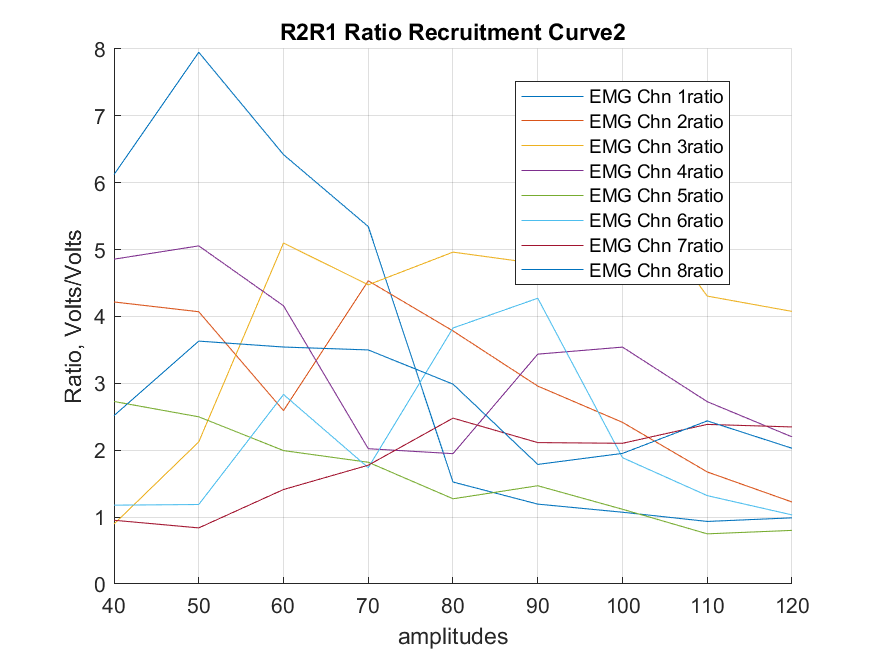 R2R1 Ratio Recruitment Curve2
8
7
6
5
4
3
2
1
0
Ratio, Volts/Volts
EMG Chn 1ratio
EMG Chn 2ratio
EMG Chn 3ratio
EMG Chn 4ratio
EMG Chn 5ratio
EMG Chn 6ratio
EMG Chn 7ratio
EMG Chn 8ratio
40 50 60 70 80 90 100 110 120
amplitudes